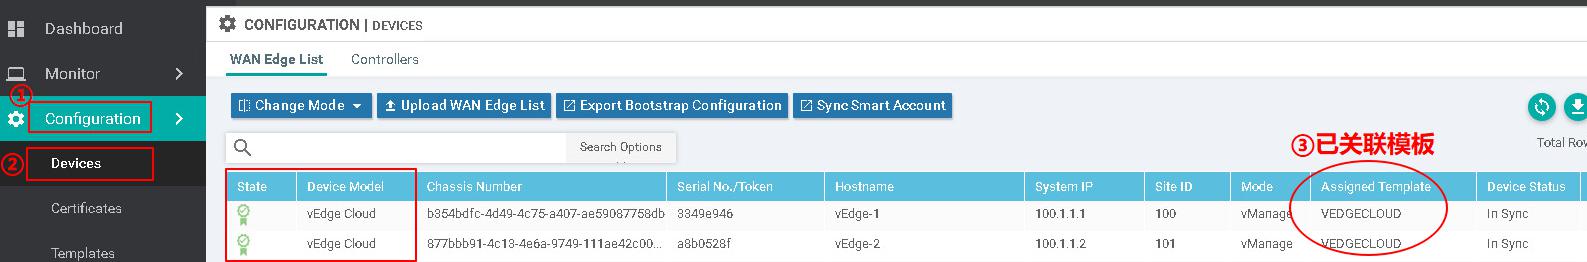 Dashboard
Monitor
①
Configuration
②
Devices
Certificates
Templates
CONFIGURATION | DEVICES
WAN Edge List Controllers
Change Mode Upload WAN Edge List Export Bootstrap Configuration Sync Smart Account
Search Options
Total Row
③已关联模板
State Device Model Chassis Number Serial No./Token Hostname System IP Site ID Mode Assigned Template Device Status
vEdge Cloud b354bdfc-4d49-4c75-a407-ae59087758db 3349e946 vEdge-1 100.1.1.1 100 vManage VEDGECLOUD In Sync
vEdge Cloud 877bbb91-4c13-4e6a-9749-111ae42c00... a8b0528f vEdge-2 100.1.1.2 101 vManage VEDGECLOUD In Sync